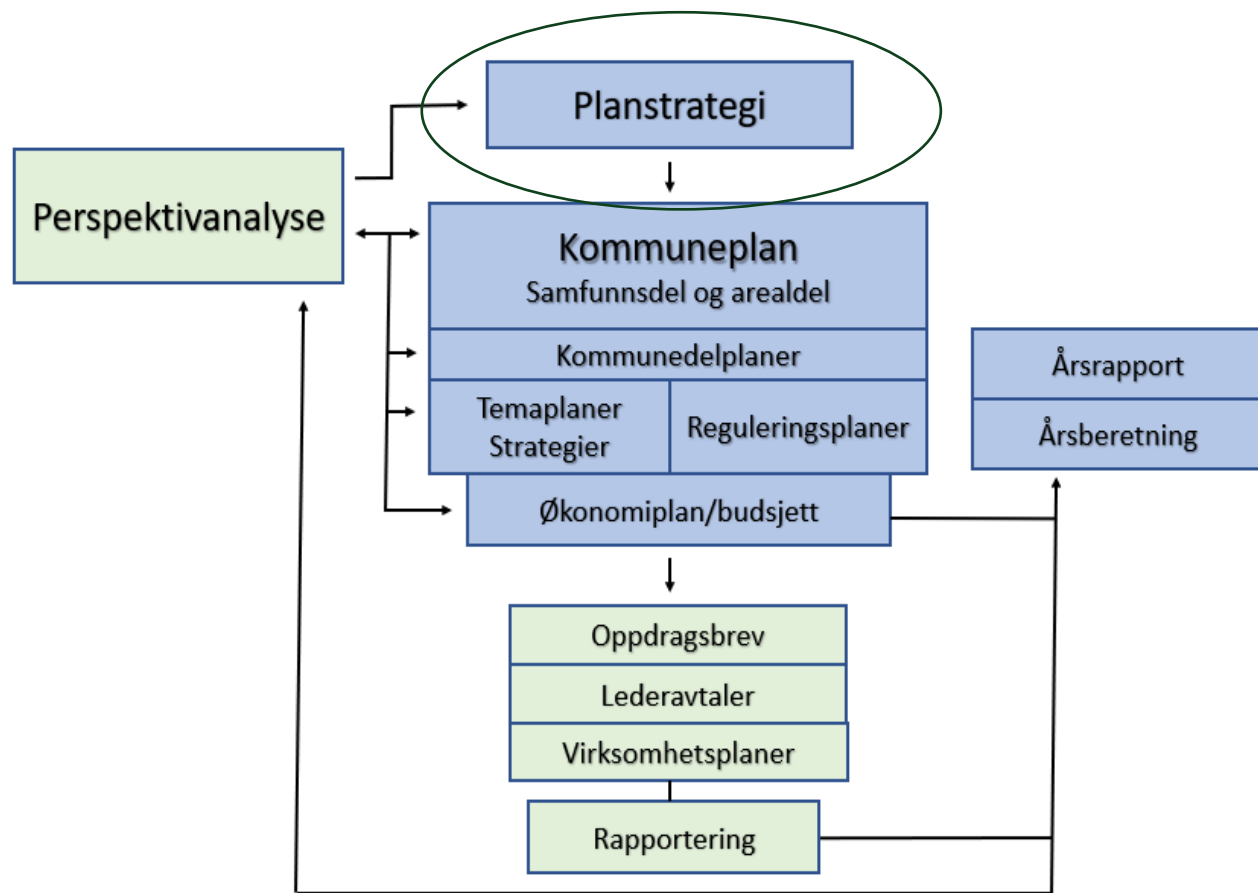 Planstrategi
Perspektivanalyse
Kommuneplan
Samfunnsdel og arealdel
Kommunedelplaner
Temaplaner
Strategier
Reguleringsplaner
Økonomiplan/budsjett
Årsrapport
Årsberetning
Oppdragsbrev
Lederavtaler
Virksomhetsplaner
Rapportering